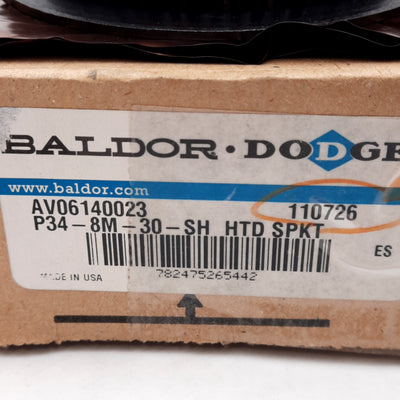 BALDOR • DODGE
www.baldor.com
AV06140023 110726
P34-8M-30-SH HTD SPKT
ES
MADE IN USA 782475265442